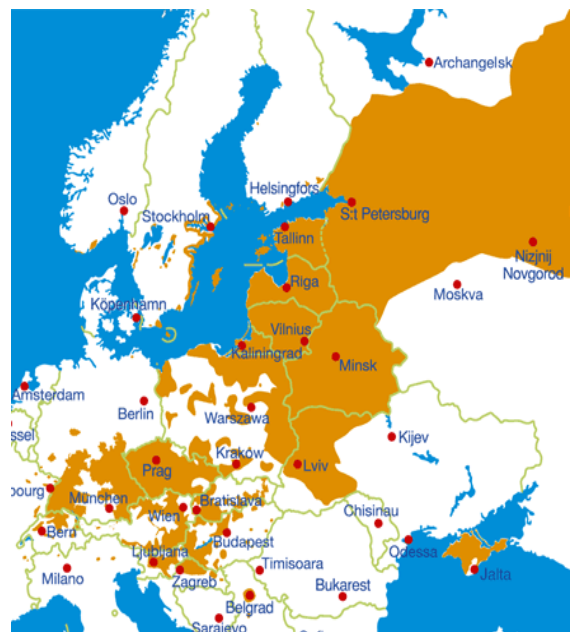 Archangelsk
Oslo
Helsingfors
Stockholm
S:t Petersburg
Tallinn
Nizjnij
Novgorod
Riga
Moskva
Köpenhamn
Vilnius
Kaliningrad
Minsk
Amsterdam
Berlin
Warszawa
ssel
Kijev
Kraków
Prag
Lviv
bourg
München
Bratislava
Wien
Chisinau
Bern
Budapest
Odessa
Ljubljana
Timisoara
Milano
Zagreb
Jalta
Bukarest
Belgrad
Sarajevo